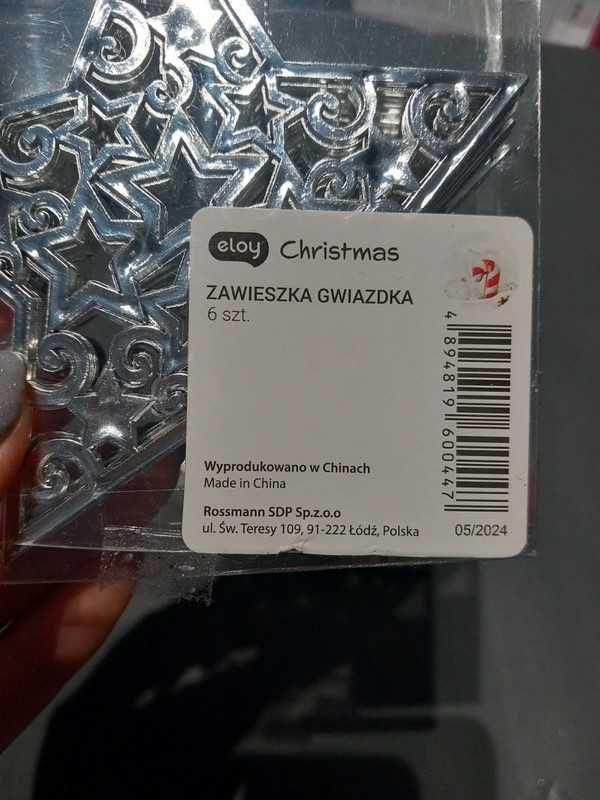 eloy Christmas
ZAWIESZKA GWIAZDKA
6 szt.
4 894819 600447
Wyprodukowano w Chinach
Made in China
Rossmann SDP Sp.z.o.o
ul. Św. Teresy 109, 91-222 Łódź, Polska
05/2024